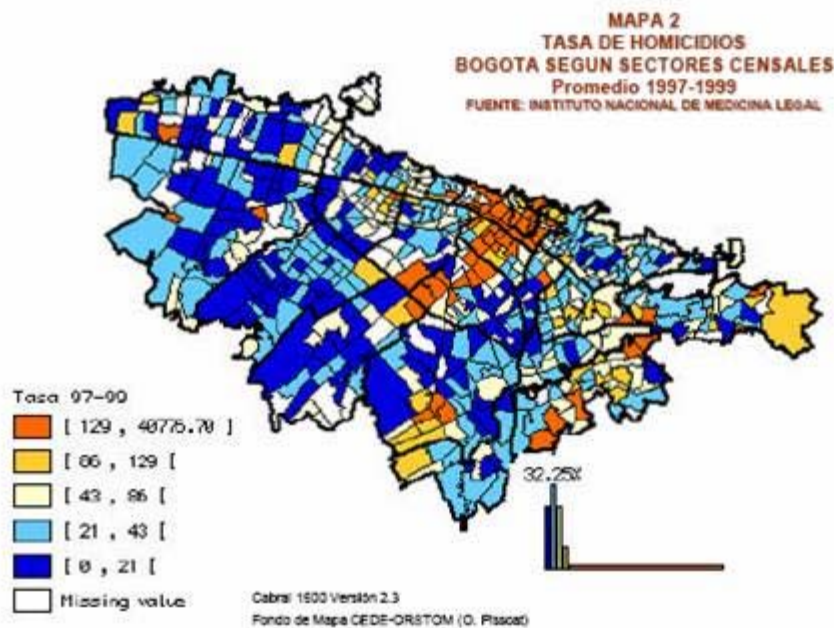 MAPA 2
TASA DE HOMICIDIOS
BOGOTA SEGUN SECTORES CENSALES
Promedio 1997-1999
FUENTE: INSTITUTO NACIONAL DE MEDICINA LEGAL
Tasa 97-99
[ 129 , 40775.70 ]
[ 86 , 129 [
[ 43 , 86 [
[ 21 , 43 [
[ 0 , 21 [
Missing value
32.25%
Cabral 1500 Versión 2.3
Fondo de Mapa CEDE-ORSTOM (O. Pissoat)